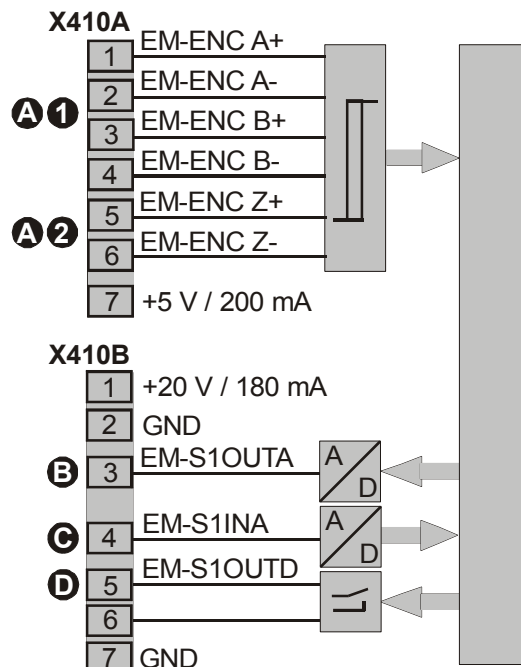 X410A
1 EM-ENC A+
2 EM-ENC A-
A 1
3 EM-ENC B+
4 EM-ENC B-
5 EM-ENC Z+
A 2
6 EM-ENC Z-
7 +5 V / 200 mA
X410B
1 +20 V / 180 mA
2 GND
B 3 EM-S1OUTA A D
C 4 EM-S1INA A D
D 5 EM-S1OUTD
6
7 GND